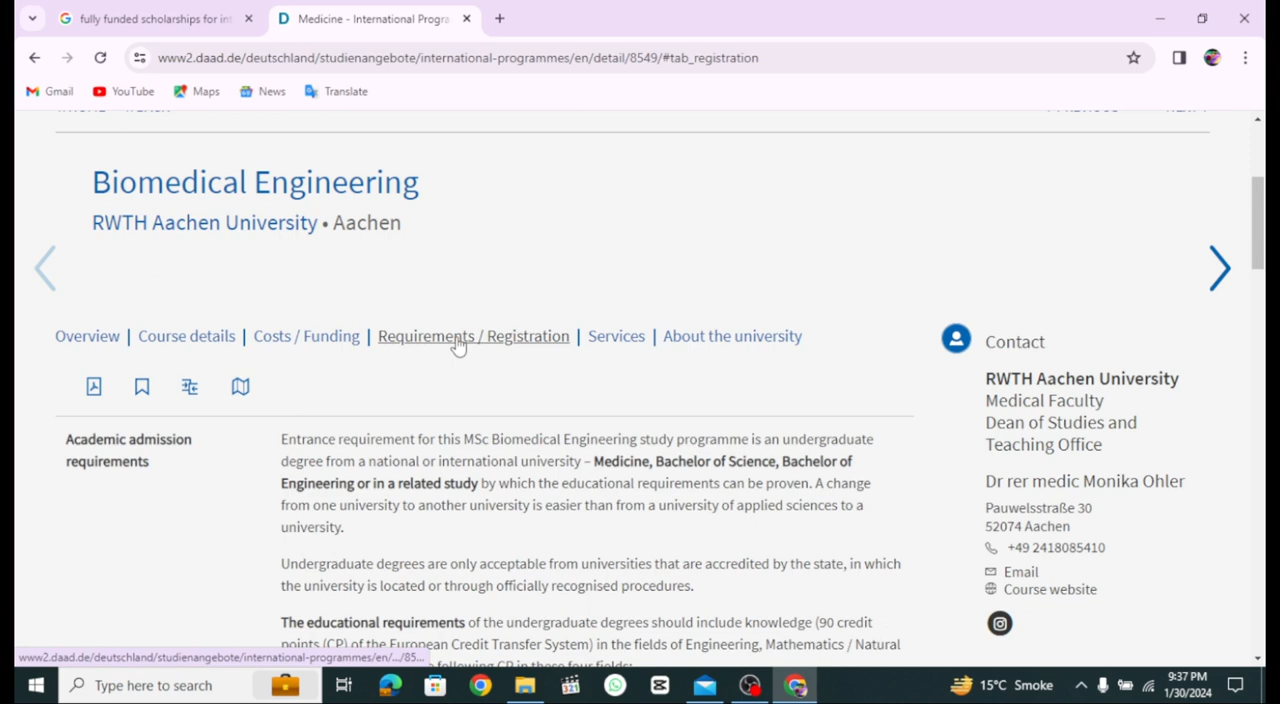 fully funded scholarships for int
Medicine - International Progra
www2.daad.de/deutschland/studienangebote/international-programmes/en/detail/8549/#tab_registration
Gmail YouTube Maps News Translate
Biomedical Engineering
RWTH Aachen University • Aachen
Overview | Course details | Costs / Funding | Requirements / Registration | Services | About the university
Academic admission
requirements
Entrance requirement for this MSc Biomedical Engineering study programme is an undergraduate
degree from a national or international university – Medicine, Bachelor of Science, Bachelor of
Engineering or in a related study by which the educational requirements can be proven. A change
from one university to another university is easier than from a university of applied sciences to a
university.
Undergraduate degrees are only acceptable from universities that are accredited by the state, in which
the university is located or through officially recognised procedures.
The educational requirements of the undergraduate degrees should include knowledge (90 credit
points (CP) of the European Credit Transfer System) in the fields of Engineering, Mathematics / Natural
following CP in these four fields:
Contact
RWTH Aachen University
Medical Faculty
Dean of Studies and
Teaching Office
Dr rer medic Monika Ohler
Pauwelsstraße 30
52074 Aachen
+49 2418085410
Email
Course website
www2.daad.de/deutschland/studienangebote/international-programmes/en/.../85...
Type here to search
15°C Smoke
9:37 PM
1/30/2024